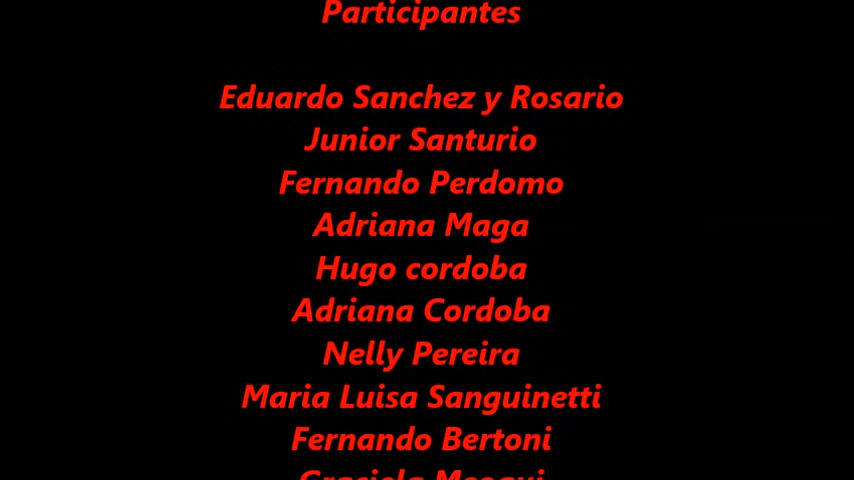 Participantes
Eduardo Sanchez y Rosario
Junior Santurio
Fernando Perdomo
Adriana Maga
Hugo cordoba
Adriana Cordoba
Nelly Pereira
Maria Luisa Sanguinetti
Fernando Bertoni
Graciela